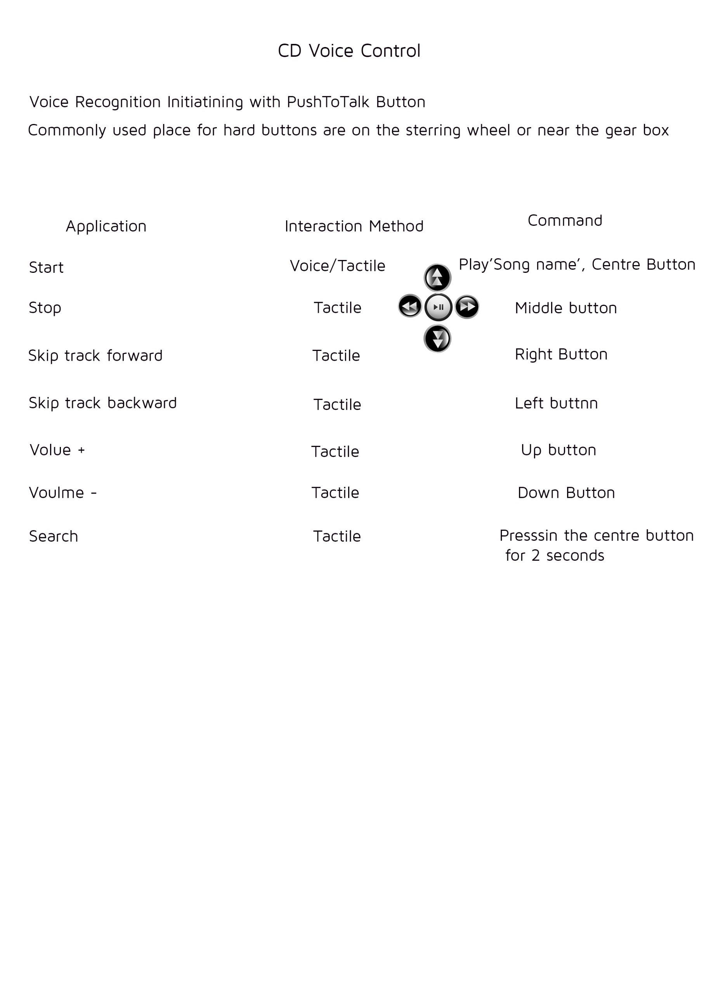 CD Voice Control
Voice Recognition Initiatining with PushToTalk Button
Commonly used place for hard buttons are on the sterring wheel or near the gear box
Application Interaction Method Command
Start Voice/Tactile Play'Song name', Centre Button
Stop Tactile Middle button
Skip track forward Tactile Right Button
Skip track backward Tactile Left buttnn
Volue + Tactile Up button
Voulme - Tactile Down Button
Search Tactile Presssin the centre button
for 2 seconds